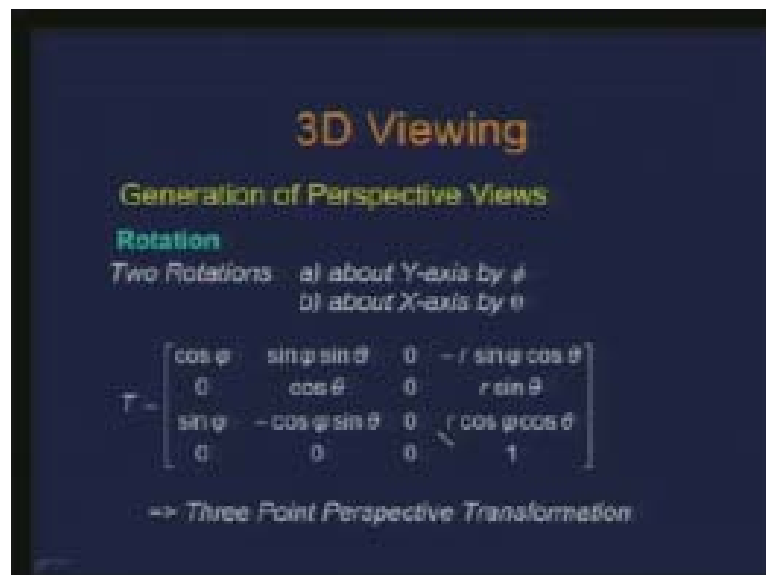 3D Viewing
Generation of Perspective Views
Rotation
Two Rotations a) about Y-axis by ϕ
b) about X-axis by θ
T = [ cos φ sin φ sin θ 0 − r sin φ cos θ ]
0 cos θ 0 r sin θ
sin φ − cos φ sin θ 0 r cos φ cos θ
0 0 0 1
=> Three Point Perspective Transformation